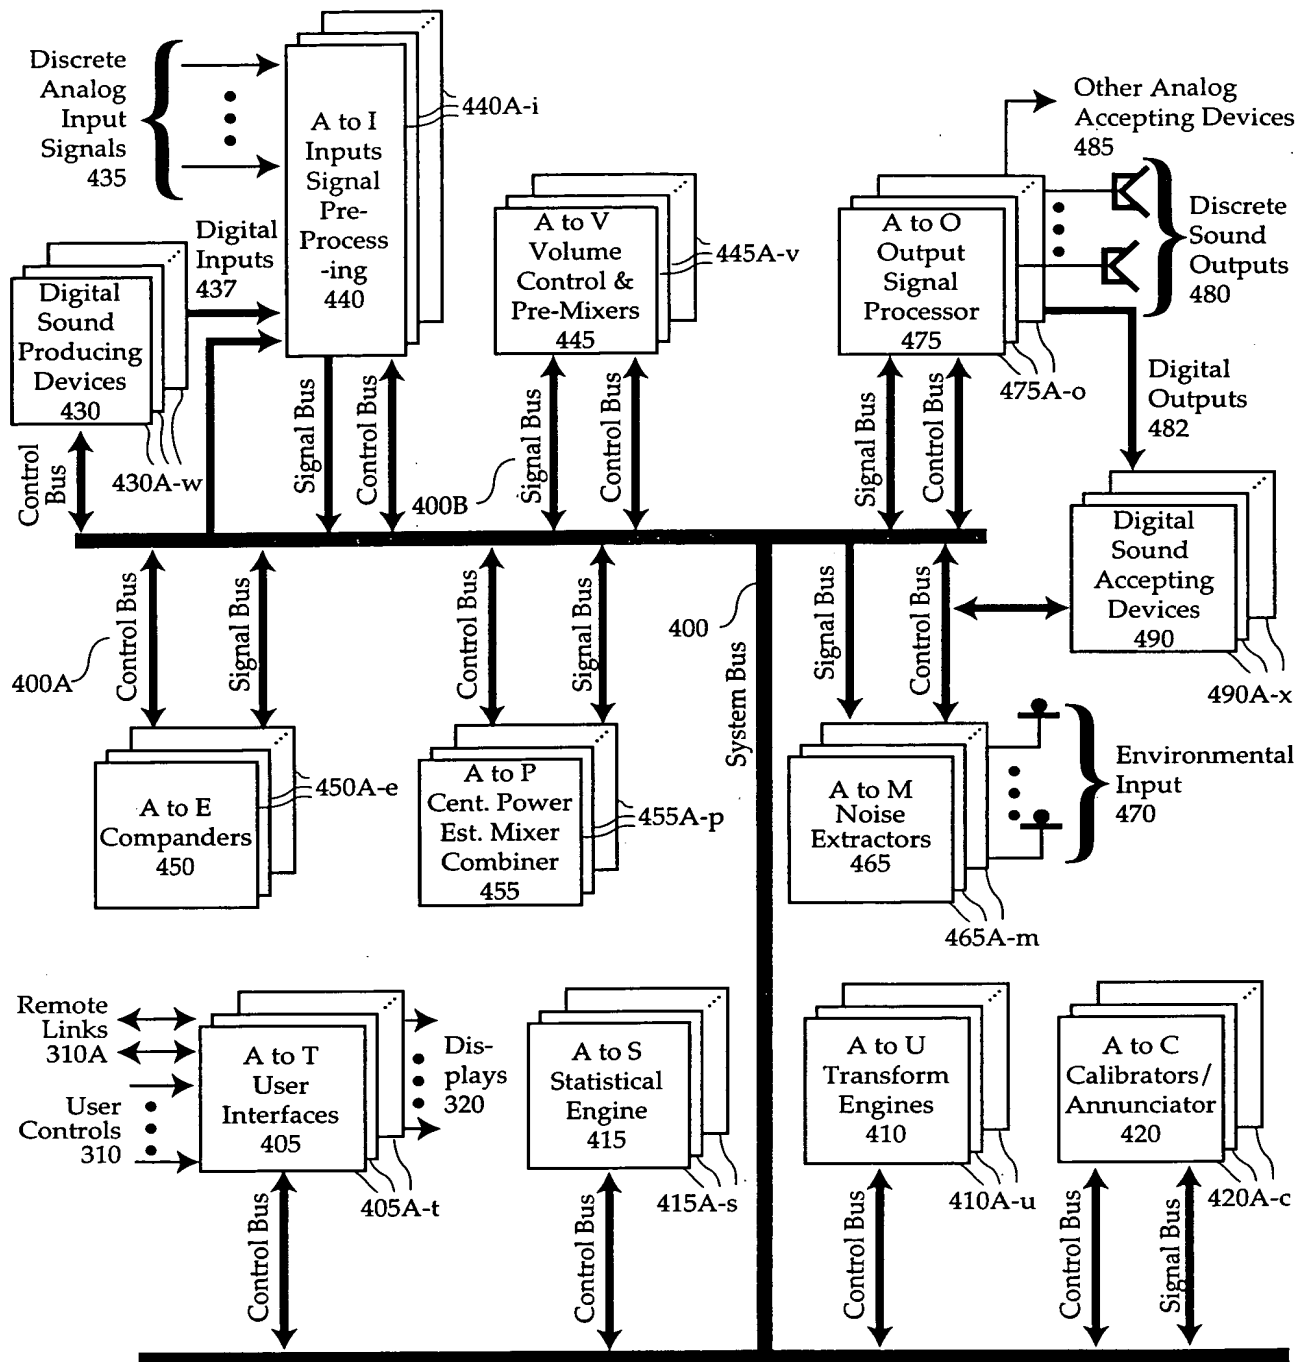 Discrete
Analog
Input
Signals
435
A to I
Inputs
Signal
Pre-
Process
-ing
440
440A-i
Other Analog
Accepting Devices
485
Discrete
Sound
Outputs
480
A to V
Volume
Control &
Pre-Mixers
445
445A-v
A to O
Output
Signal
Processor
475
475A-o
Digital
Inputs
437
Digital
Sound
Producing
Devices
430
430A-w
Digital
Outputs
482
Control
Bus
Signal Bus
Control Bus
400B
Signal Bus
Control Bus
Signal Bus
Control Bus
Digital
Sound
Accepting
Devices
490
490A-x
400A
Control Bus
Signal Bus
Control Bus
Signal Bus
400
System Bus
Signal Bus
Control Bus
A to E
Companders
450
450A-e
A to P
Cent. Power
Est. Mixer
Combiner
455
455A-p
A to M
Noise
Extractors
465
465A-m
Environmental
Input
470
Remote
Links
310A
User
Controls
310
A to T
User
Interfaces
405
405A-t
Dis-
plays
320
A to S
Statistical
Engine
415
415A-s
A to U
Transform
Engines
410
410A-u
A to C
Calibrators/
Annunciator
420
420A-c
Control Bus
Control Bus
Control Bus
Control Bus
Signal Bus